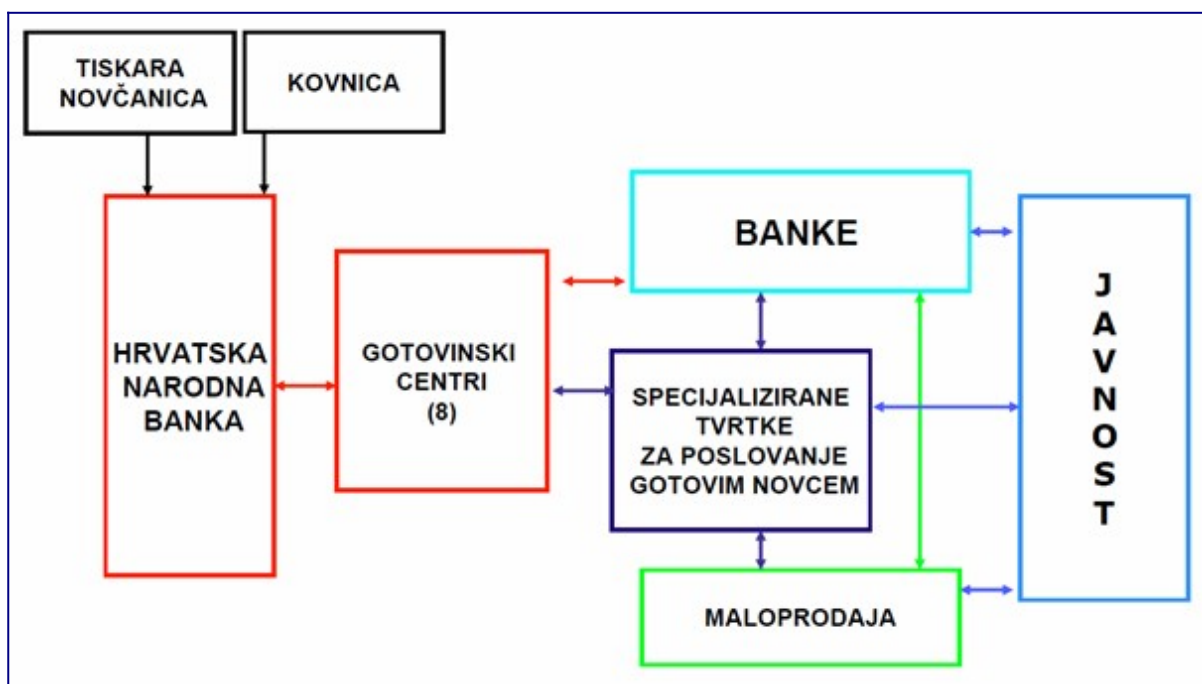 TISKARA
NOVČANICA
KOVNICA
HRVATSKA
NARODNA
BANKA
GOTOVINSKI
CENTRI
(8)
BANKE
SPECIJALIZIRANE
TVRTKE
ZA POSLOVANJE
GOTOVIM NOVCEM
MALOPRODAJA
J
A
V
N
O
S
T